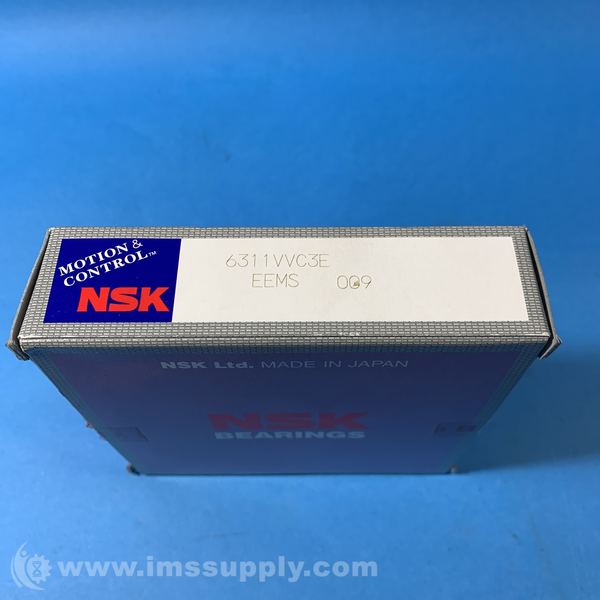 MOTION &
CONTROL™
NSK
6311VVC3E
EEMS 009
NSK Ltd. MADE IN JAPAN
NSK
BEARINGS
www.imssupply.com